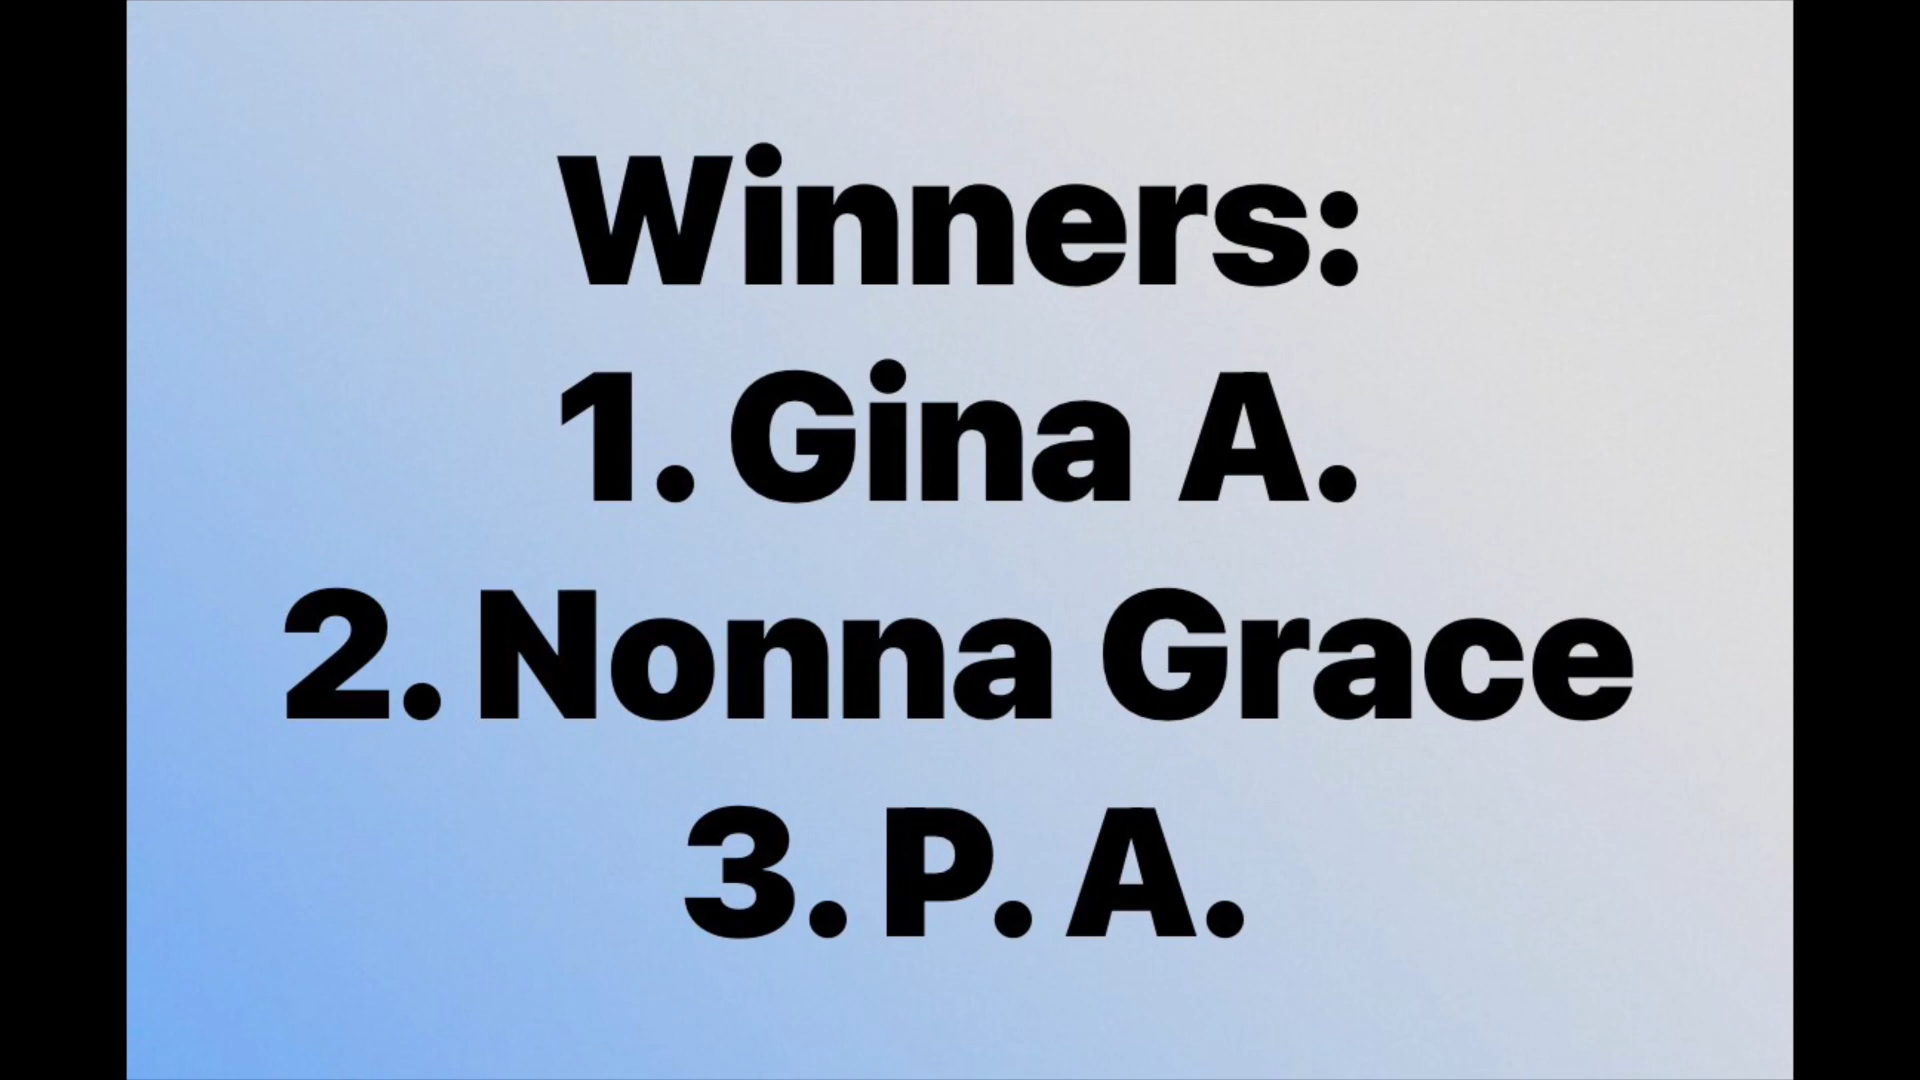 Winners:
1. Gina A.
2. Nonna Grace
3. P. A.